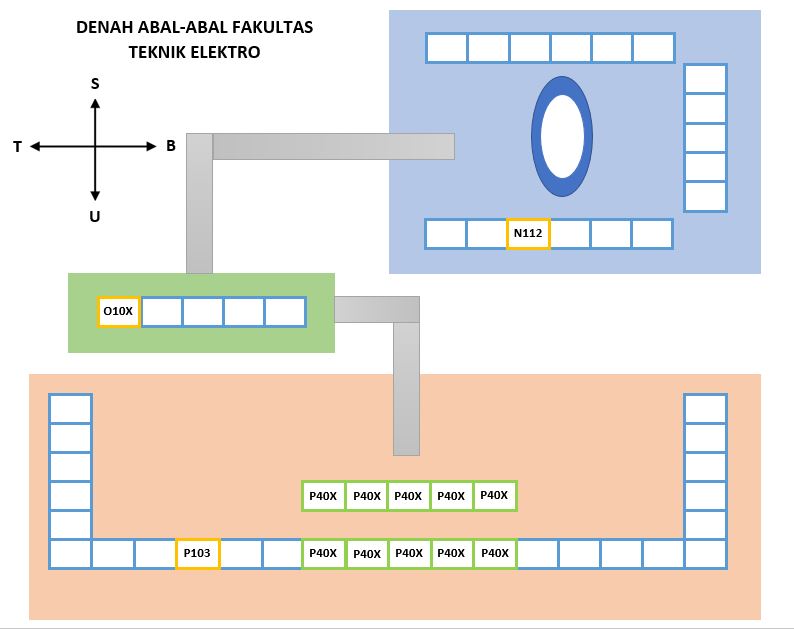 DENAH ABAL-ABAL FAKULTAS
TEKNIK ELEKTRO
S
T B
U
N112
O10X
P40X P40X P40X P40X P40X
P103 P40X P40X P40X P40X P40X